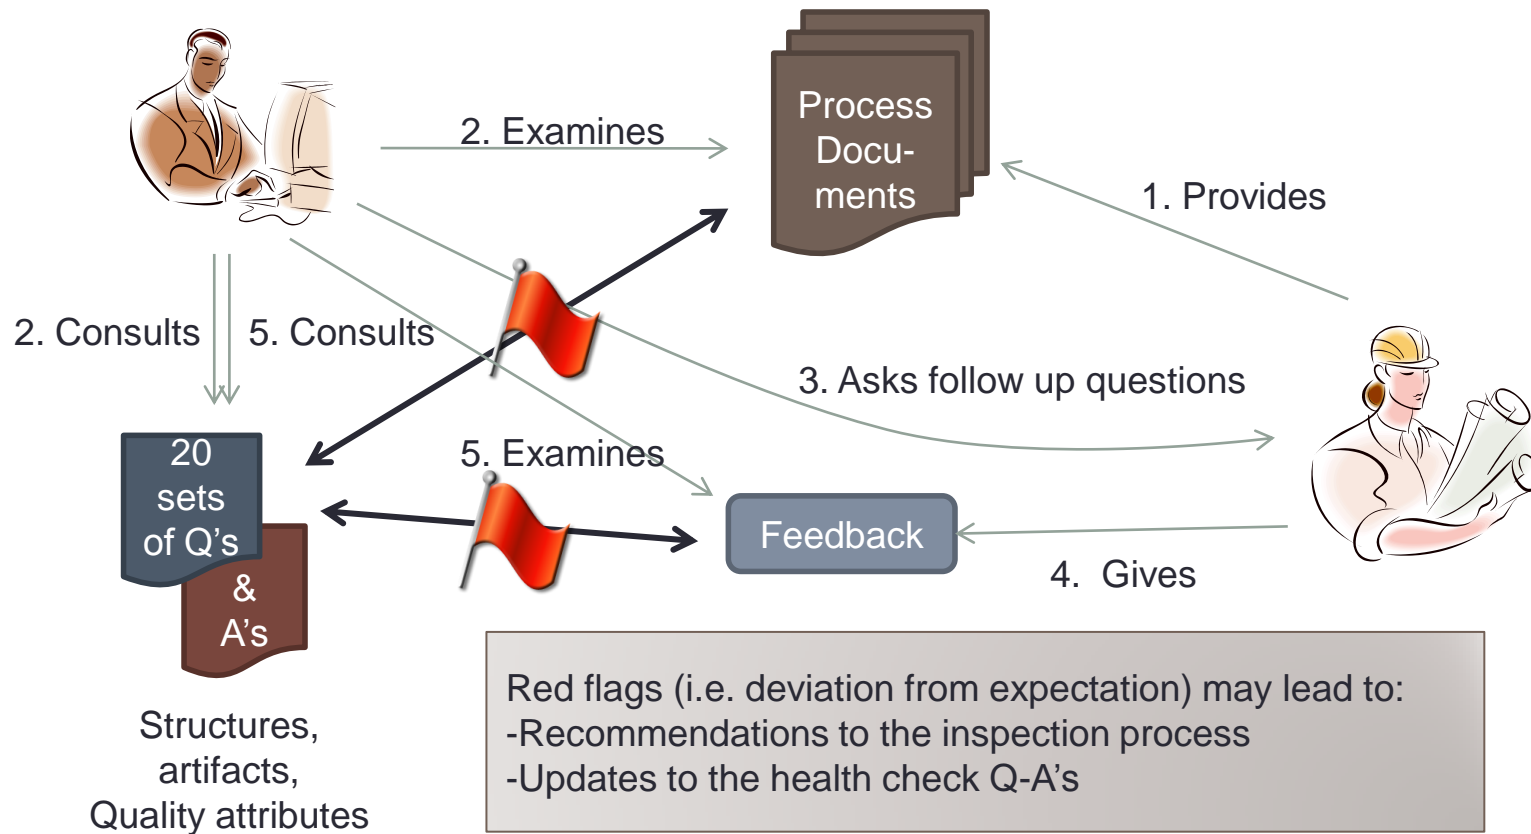 2. Examines
Process
Docu-
ments
1. Provides
2. Consults
5. Consults
3. Asks follow up questions
20
sets
of Q’s
&
A’s
5. Examines
Feedback
4.  Gives
Structures,
artifacts,
Quality attributes
Red flags (i.e. deviation from expectation) may lead to:
-Recommendations to the inspection process
-Updates to the health check Q-A’s